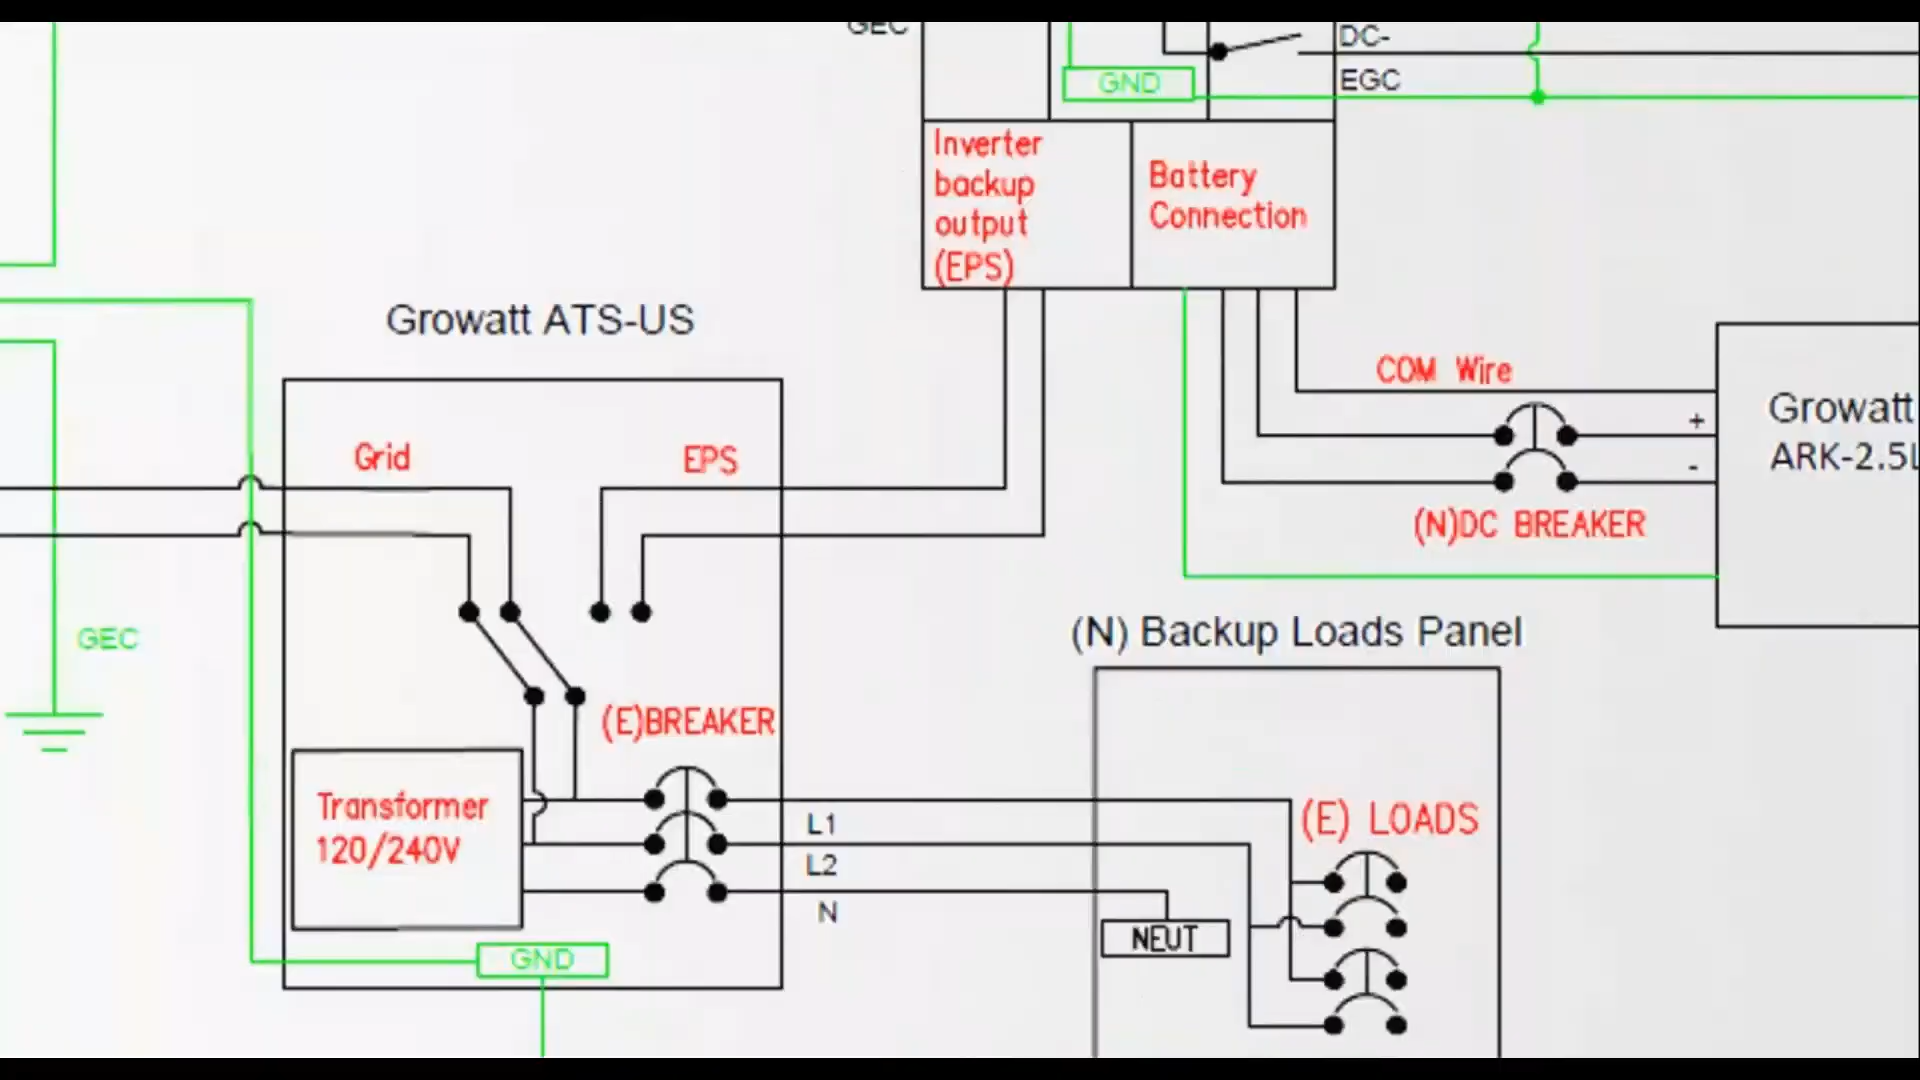 GEC
DC-
GND
EGC
Inverter
backup
output
(EPS)
Battery
Connection
Growatt ATS-US
COM Wire
+
-
Growatt
(N)DC BREAKER
Grid
EPS
GEC
(N) Backup Loads Panel
(E)BREAKER
Transformer
120/240V
L1
L2
N
(E) LOADS
NEUT
GND
ARK-2.5L